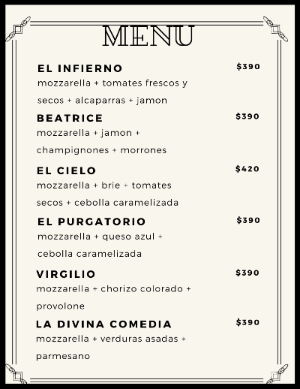 MENU
EL INFIERNO $390
mozzarella + tomates frescos y
secos + alcaparras + jamon
BEATRICE $390
mozzarella + jamon +
champignones + morrones
EL CIELO $420
mozzarella + brie + tomates
secos + cebolla caramelizada
EL PURGATORIO $390
mozzarella + queso azul +
cebolla caramelizada
VIRGILIO $390
mozzarella + chorizo colorado +
provolone
LA DIVINA COMEDIA $390
mozzarella + verduras asadas +
parmesano